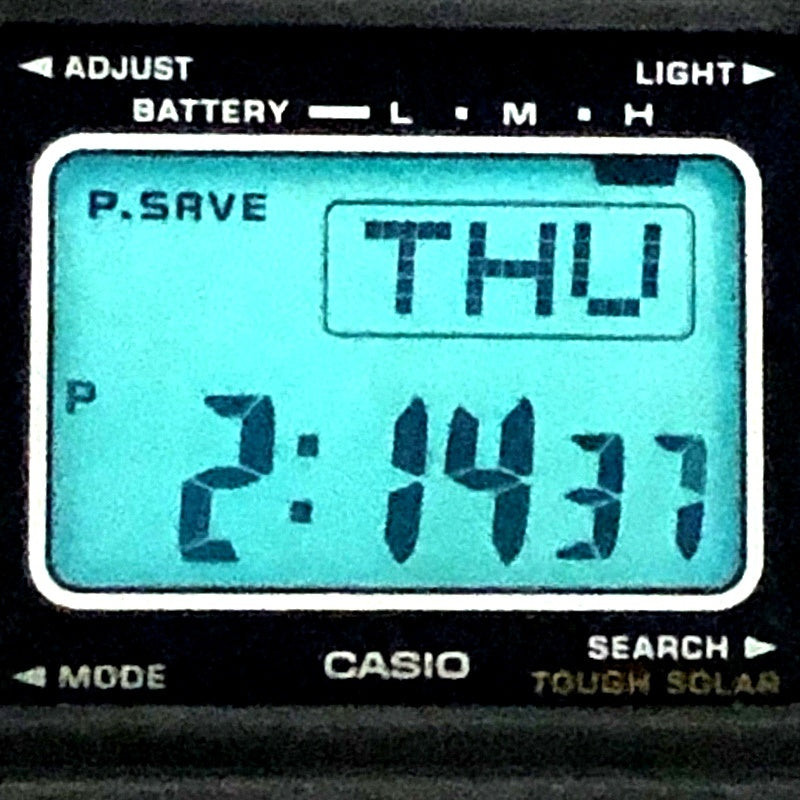 ADJUST LIGHT
BATTERY L M H
P.SAVE
THU
P
2:14 37
SEARCH
MODE CASIO
TOUGH SOLAR